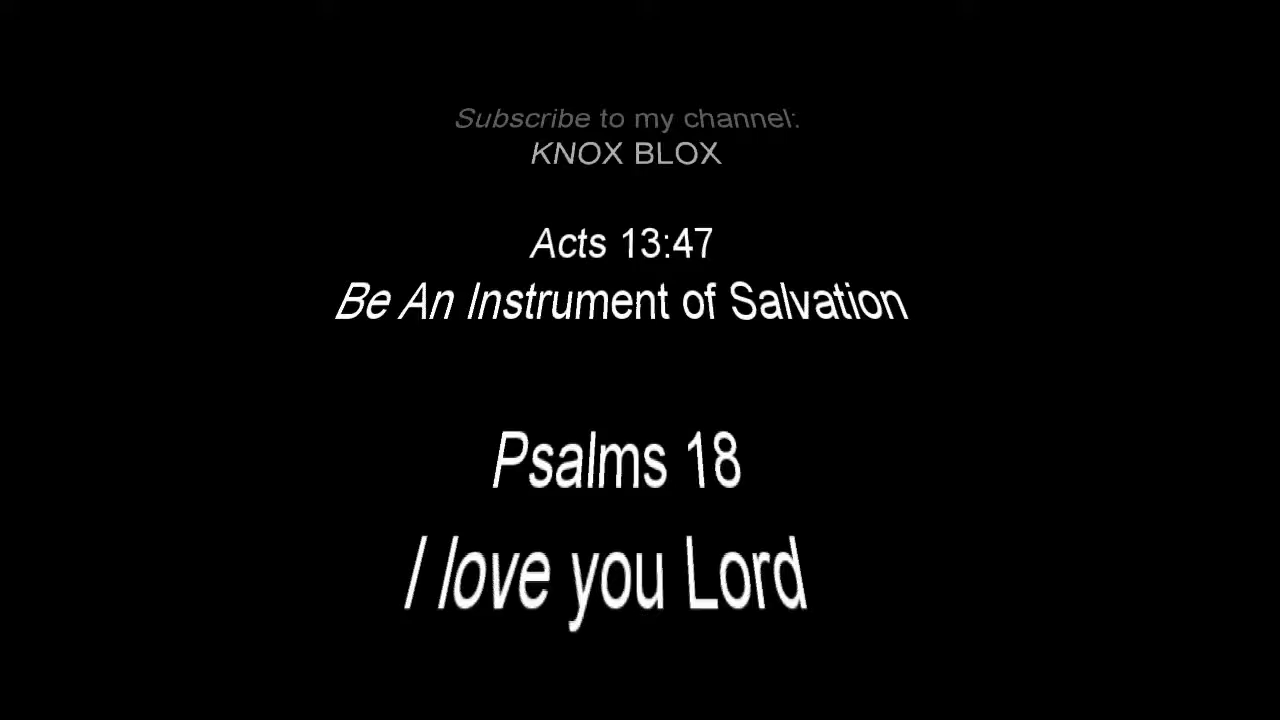 Subscribe to my channel:
KNOX BLOX
Acts 13:47
Be An Instrument of Salvation
Psalms 18
I love you Lord